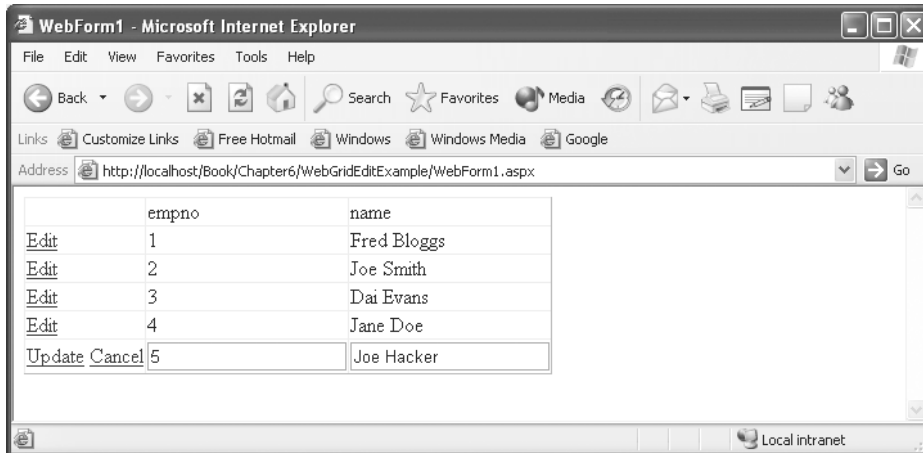 WebForm1 - Microsoft Internet Explorer
File Edit View Favorites Tools Help
Back Search Favorites Media
Links Customize Links Free Hotmail Windows Windows Media Google
Address http://localhost/Book/Chapter6/WebGridEditExample/WebForm1.aspx Go
empno name
Edit 1 Fred Bloggs
Edit 2 Joe Smith
Edit 3 Dai Evans
Edit 4 Jane Doe
Update Cancel 5 Joe Hacker
Local intranet